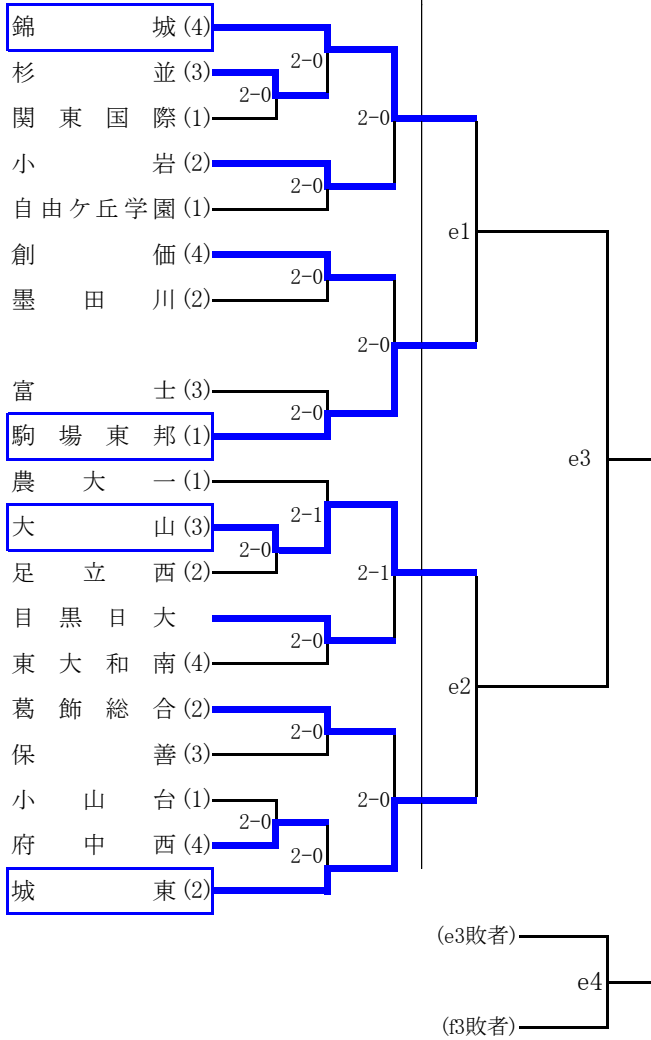 錦城(4)
2-0
杉並(3)
2-0
関東国際(1)
2-0
小岩(2)
2-0
自由ケ丘学園(1)
e1
創価(4)
2-0
墨田川(2)
2-0
富士(3)
2-0
駒場東邦(1)
e3
農大一(1)
2-1
大山(3)
2-0
足立西(2)
2-1
目黒日大
2-0
東大和南(4)
e2
葛飾総合(2)
2-0
保善(3)
2-0
小山台(1)
2-0
府中西(4)
2-0
城東(2)
(e3敗者)
e4
(f3敗者)